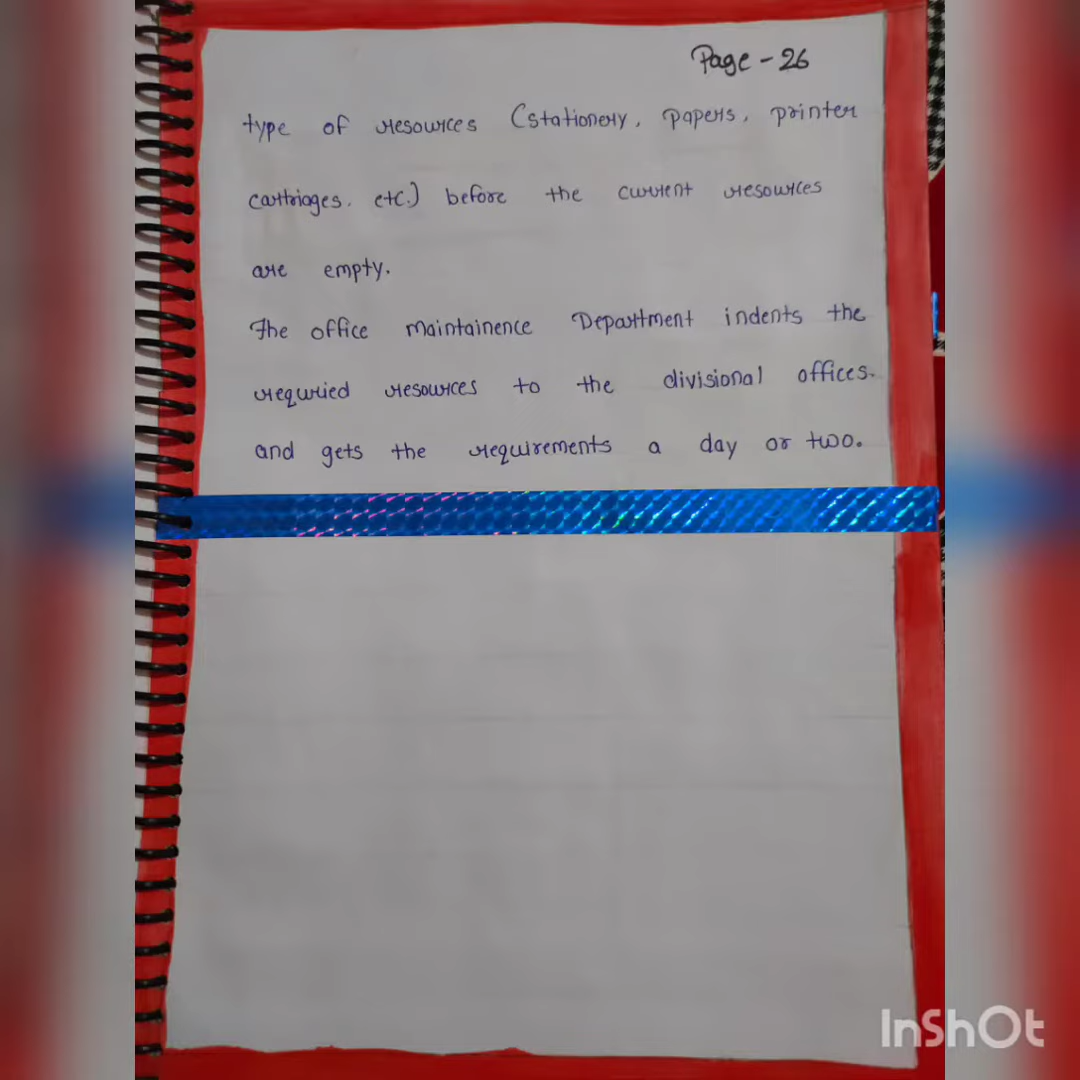 Page - 26
type of resources (stationery, papers, printer
cartriages. etc.) before the current resources
are empty.
The office maintainence Department indents the
requried resources to the divisional offices.
and gets the requirements a day or two.
InShOt